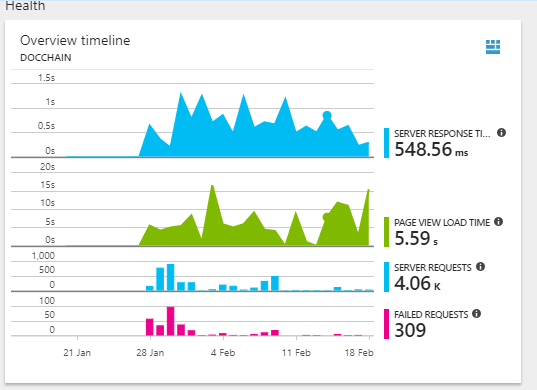 Health
Overview timeline
DOCCHAIN
1.5s
1s
0.5s
0s
SERVER RESPONSE TI...
548.56 ms
20s
15s
10s
5s
0s
PAGE VIEW LOAD TIME
5.59 s
1,000
500
0
SERVER REQUESTS
4.06 K
100
50
0
FAILED REQUESTS
309
21 Jan
28 Jan
4 Feb
11 Feb
18 Feb